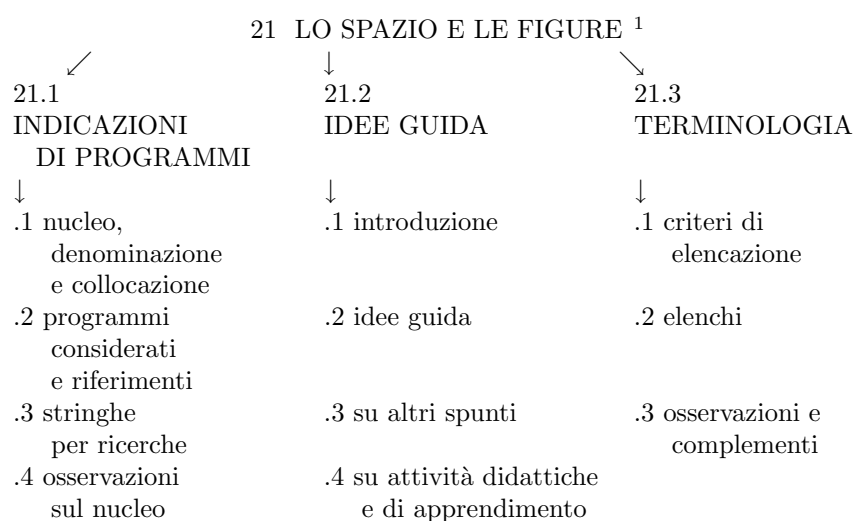 21 LO SPAZIO E LE FIGURE 1
↙ ↓ ↘
21.1 21.2 21.3
INDICAZIONI IDEE GUIDA TERMINOLOGIA
DI PROGRAMMI
↓ ↓ ↓
.1 nucleo, .1 introduzione .1 criteri di
denominazione elencazione
e collocazione
.2 programmi .2 idee guida .2 elenchi
considerati
e riferimenti
.3 stringhe .3 su altri spunti .3 osservazioni e
per ricerche complementi
.4 osservazioni .4 su attività didattiche
sul nucleo e di apprendimento